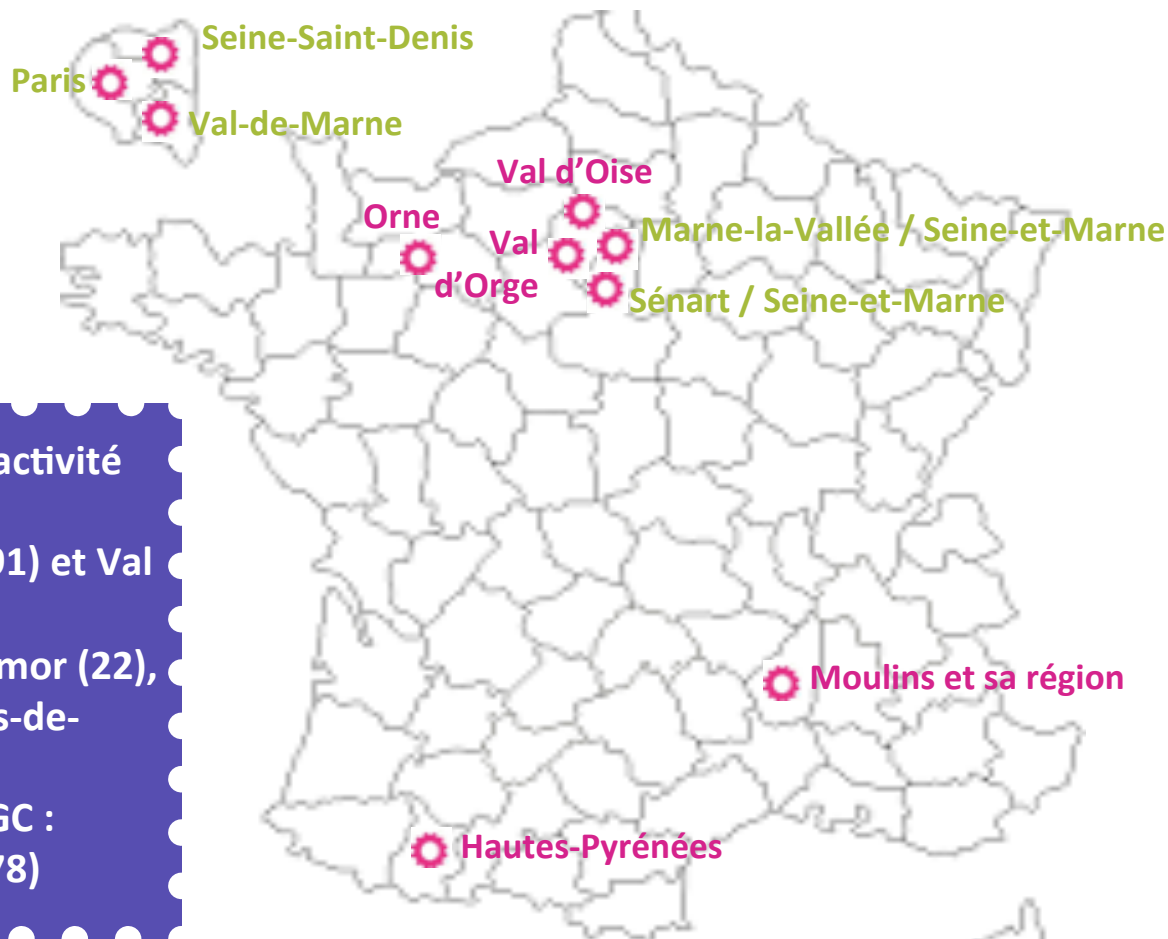 Seine-Saint-Denis
Paris
Val-de-Marne
Val d'Oise
Orne
Val
d'Orge
Marne-la-Vallée / Seine-et-Marne
Sénart / Seine-et-Marne
activité
01) et Val
mor (22),
s-de-
GC :
78)
Moulins et sa région
Hautes-Pyrénées